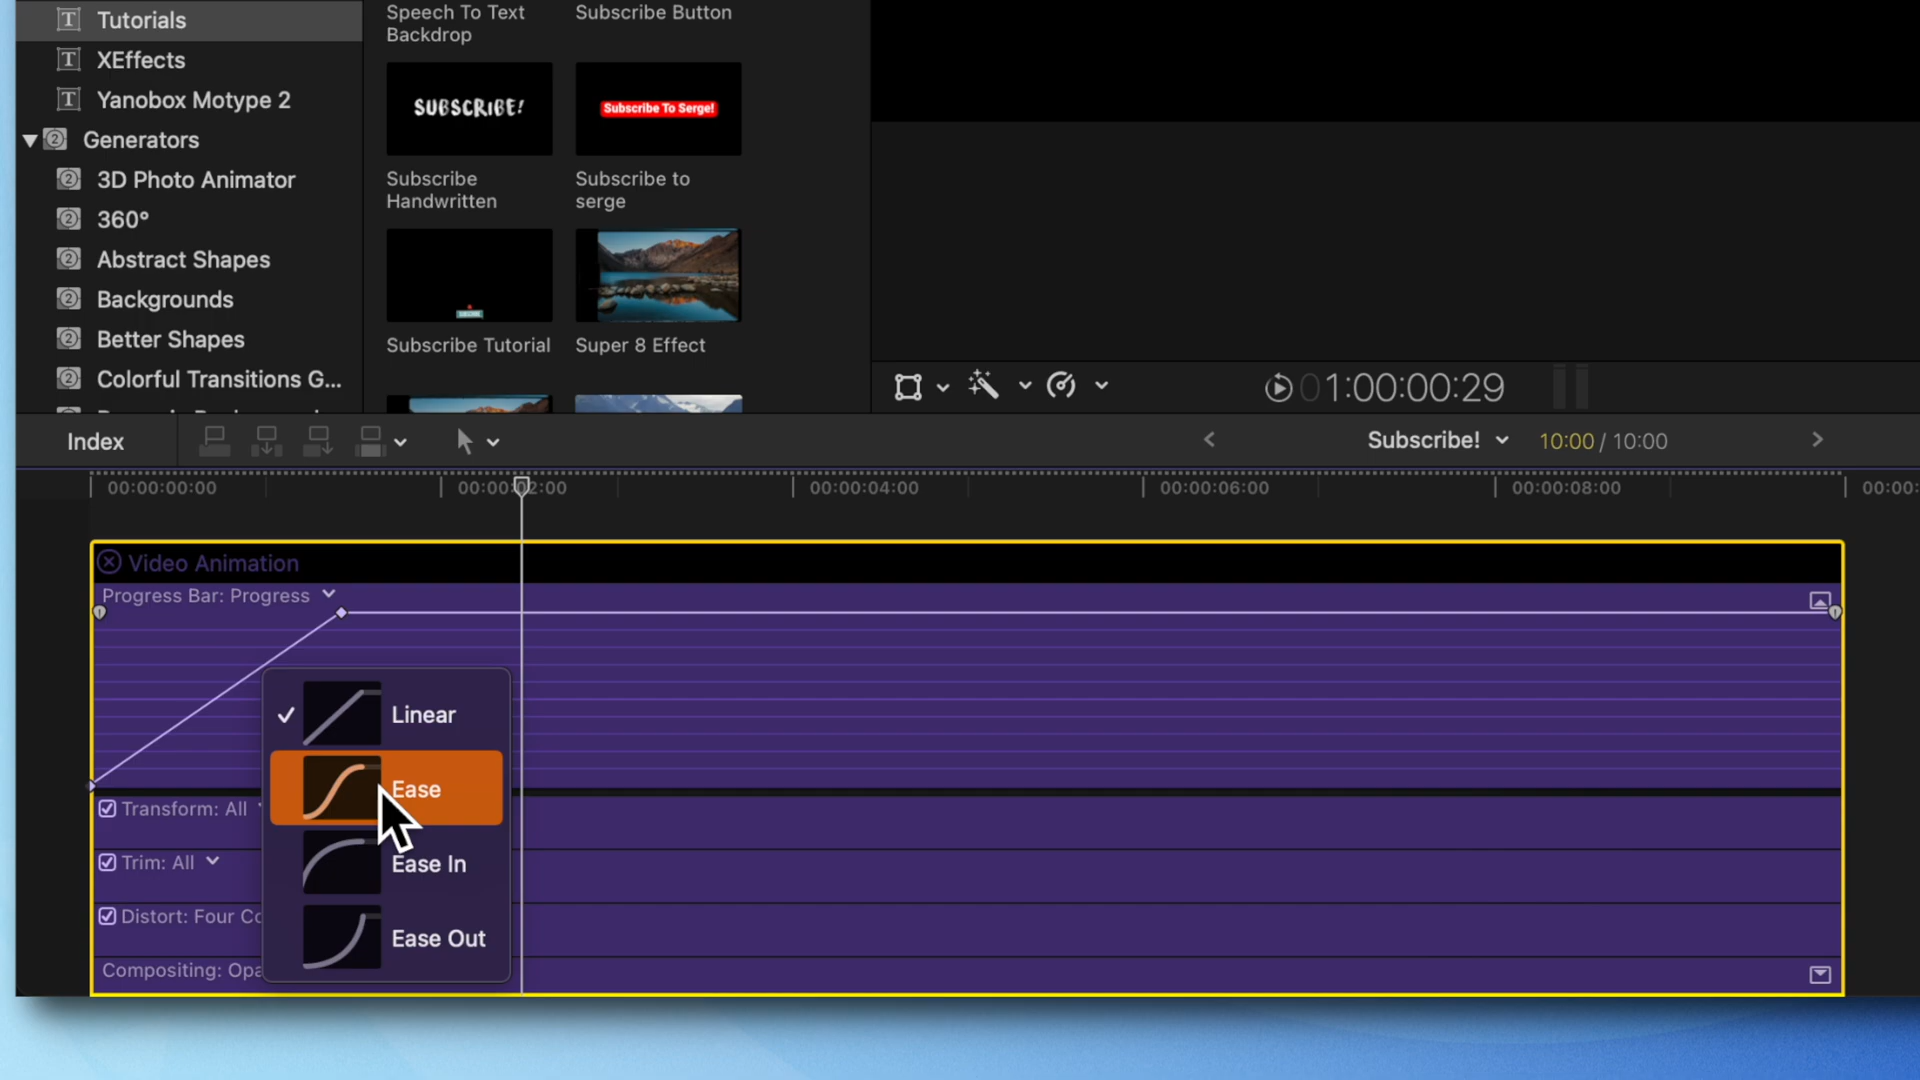 Tutorials
XEffects
Yanobox Motype 2
Generators
3D Photo Animator
360°
Abstract Shapes
Backgrounds
Better Shapes
Colorful Transitions G...
Speech To Text
Backdrop
Subscribe Button
SUBSCRIBE!
Subscribe To Serge!
Subscribe
Handwritten
Subscribe to
serge
SUBSCRIBE
Subscribe Tutorial
Super 8 Effect
01:00:00:29
Index
Subscribe!
10:00 / 10:00
00:00:00:00
00:00:02:00
00:00:04:00
00:00:06:00
00:00:08:00
00:00:
Video Animation
Progress Bar: Progress
Linear
Ease
Ease In
Ease Out
Transform: All
Trim: All
Distort: Four Co
Compositing: Opa